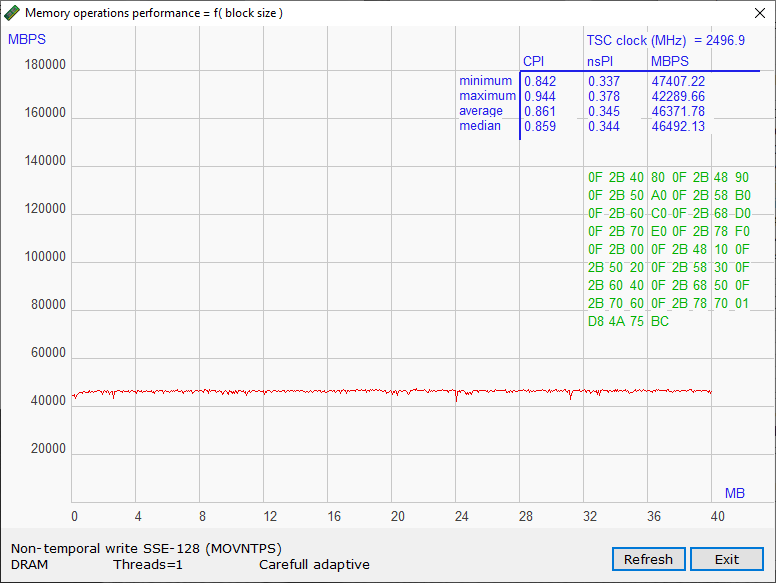 Memory operations performance = f( block size )
MBPS
TSC clock (MHz) = 2496.9
CPI nsPI MBPS
minimum 0.842 0.337 47407.22
maximum 0.944 0.378 42289.66
average 0.861 0.345 46371.78
median 0.859 0.344 46492.13
180000
160000
140000
120000
100000
80000
60000
40000
20000
0F 2B 40 80 0F 2B 48 90
0F 2B 50 A0 0F 2B 58 B0
0F 2B 60 C0 0F 2B 68 D0
0F 2B 70 E0 0F 2B 78 F0
0F 2B 00 0F 2B 48 10 0F
2B 50 20 0F 2B 58 30 0F
2B 60 40 0F 2B 68 50 0F
2B 70 60 0F 2B 78 70 01
D8 4A 75 BC
MB
0 4 8 12 16 20 24 28 32 36 40
Non-temporal write SSE-128 (MOVNTPS)
DRAM Threads=1 Carefull adaptive
Refresh Exit